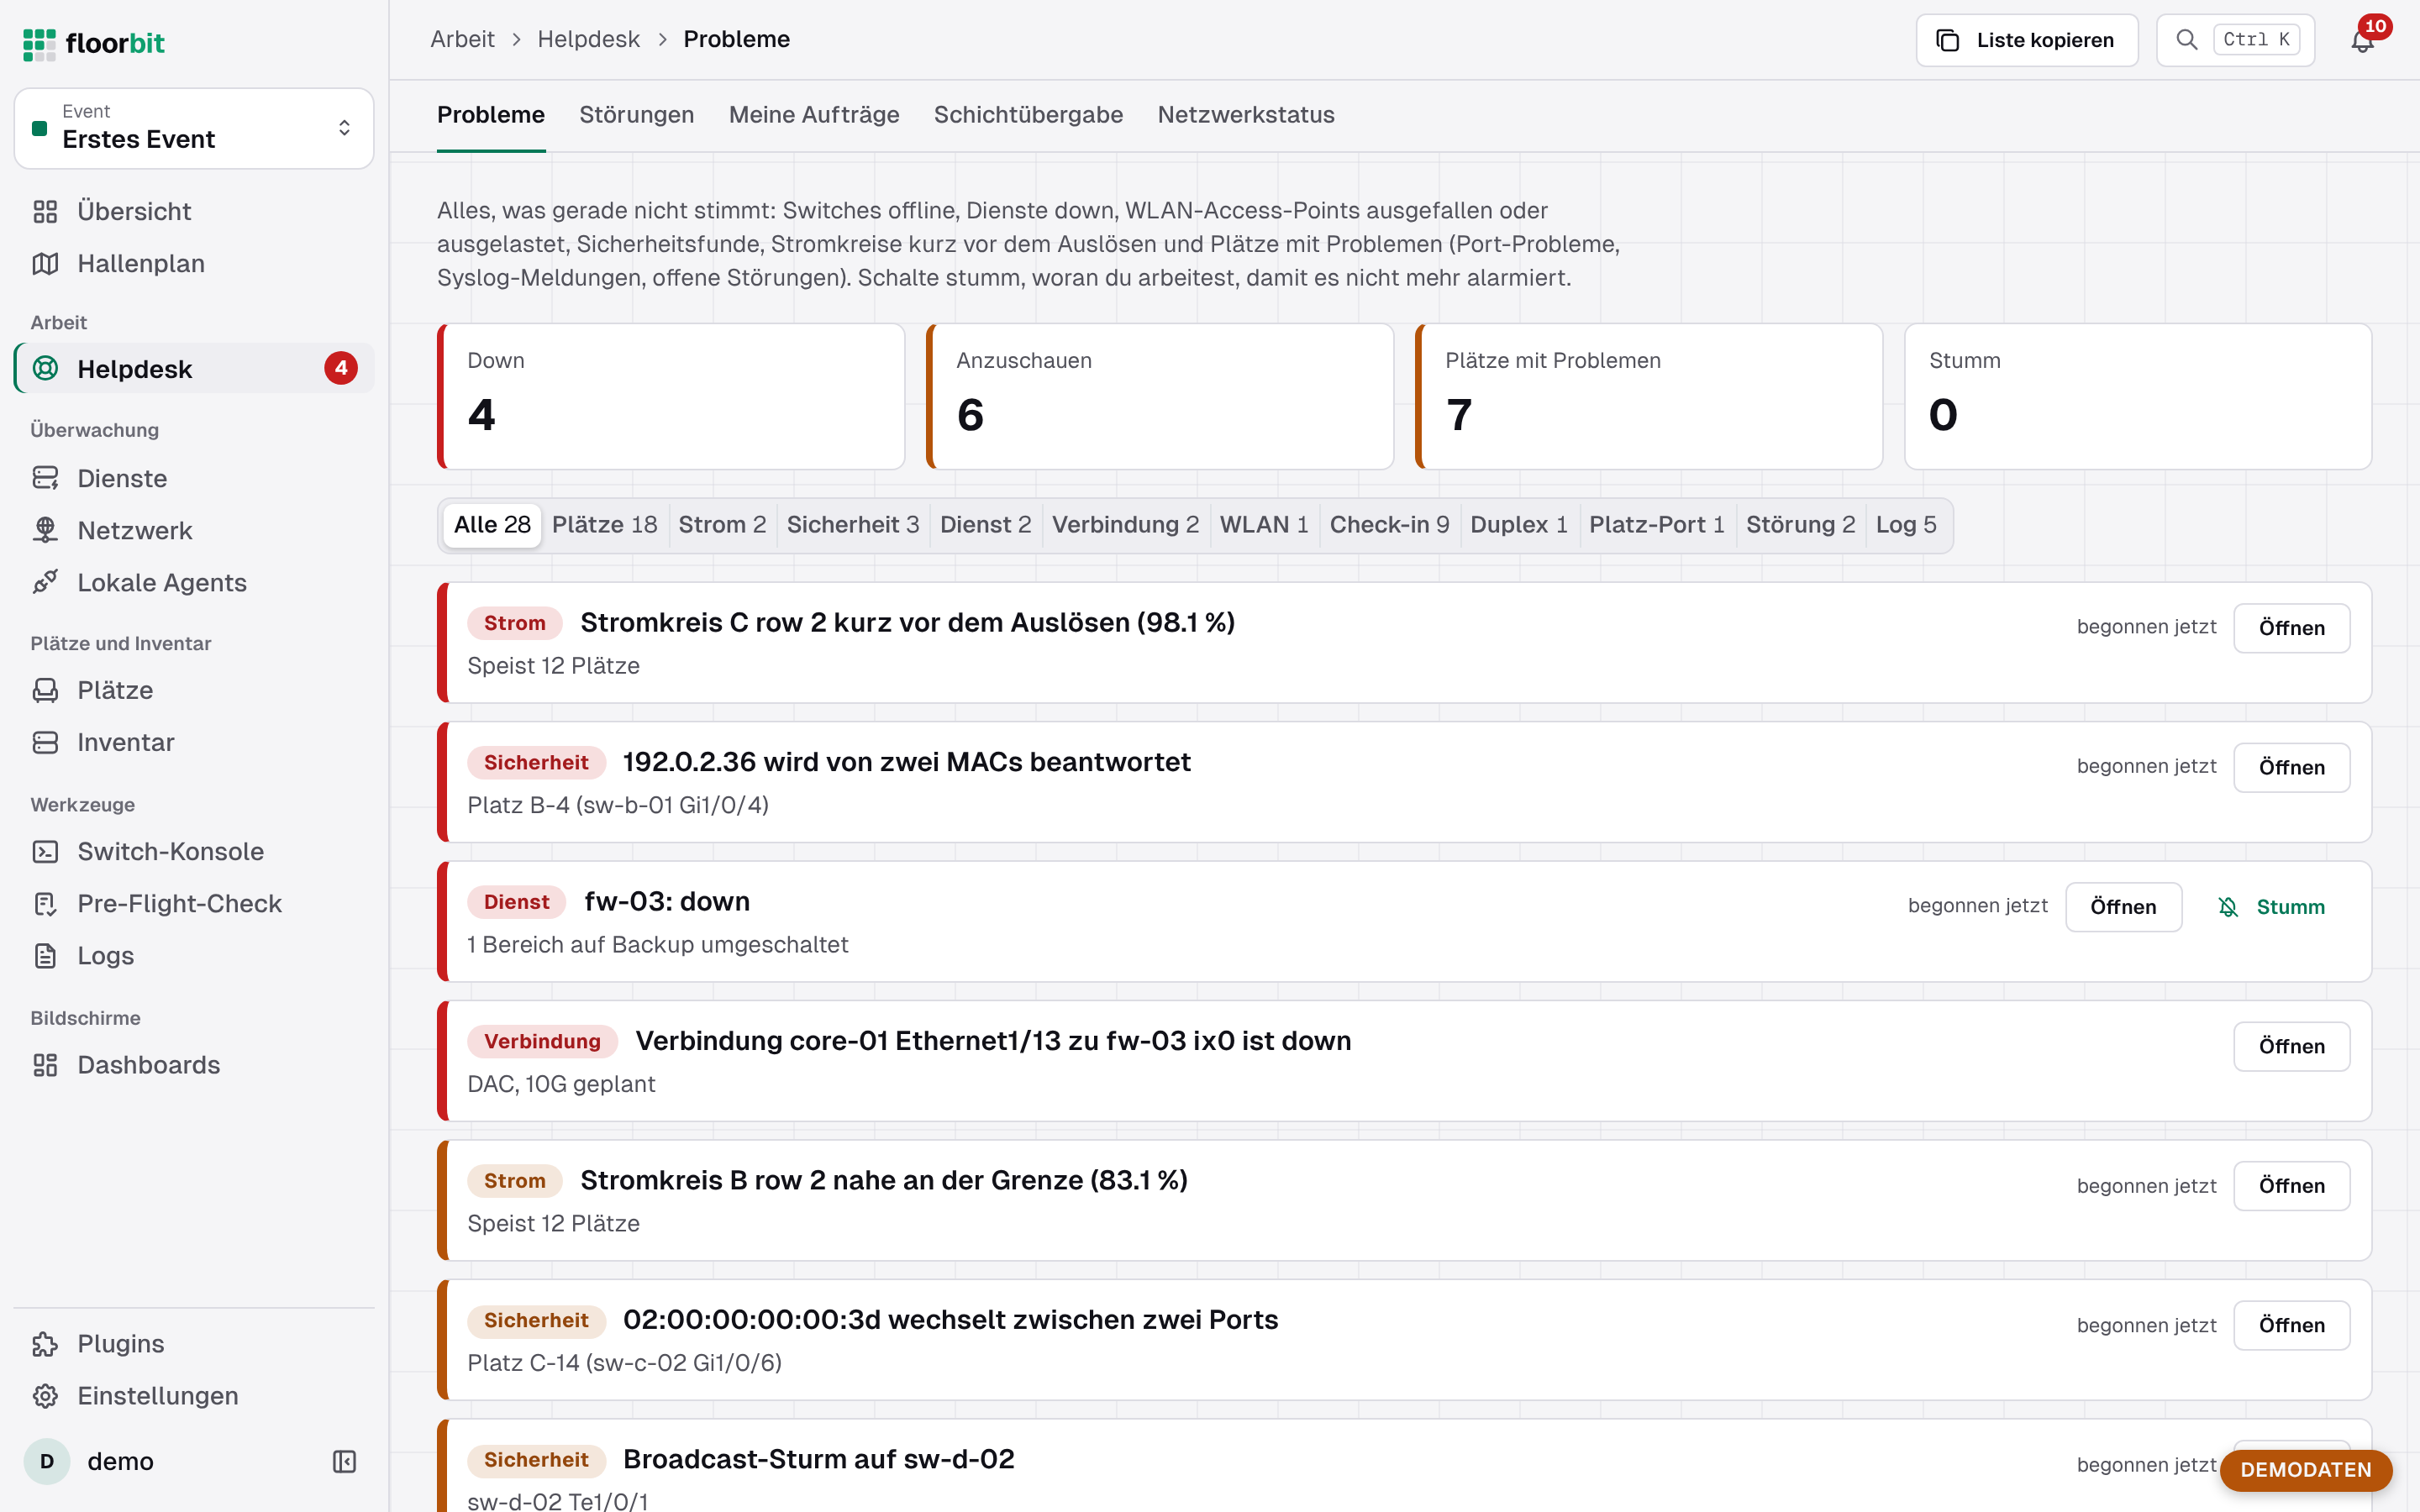 floorbit
Event
Erstes Event
Übersicht
Hallenplan
Arbeit
Helpdesk 4
Überwachung
Dienste
Netzwerk
Lokale Agents
Plätze und Inventar
Plätze
Inventar
Werkzeuge
Switch-Konsole
Pre-Flight-Check
Logs
Bildschirme
Dashboards
Plugins
Einstellungen
D demo
Arbeit > Helpdesk > Probleme
Liste kopieren
Ctrl K
10
Probleme Störungen Meine Aufträge Schichtübergabe Netzwerkstatus
Alles, was gerade nicht stimmt: Switches offline, Dienste down, WLAN-Access-Points ausgefallen oder
ausgelastet, Sicherheitsfunde, Stromkreise kurz vor dem Auslösen und Plätze mit Problemen (Port-Probleme,
Syslog-Meldungen, offene Störungen). Schalte stumm, woran du arbeitest, damit es nicht mehr alarmiert.
Down
4
Anzuschauen
6
Plätze mit Problemen
7
Stumm
0
Alle 28 Plätze 18 Strom 2 Sicherheit 3 Dienst 2 Verbindung 2 WLAN 1 Check-in 9 Duplex 1 Platz-Port 1 Störung 2 Log 5
Strom Stromkreis C row 2 kurz vor dem Auslösen (98.1 %) begonnen jetzt Öffnen
Speist 12 Plätze
Sicherheit 192.0.2.36 wird von zwei MACs beantwortet begonnen jetzt Öffnen
Platz B-4 (sw-b-01 Gi1/0/4)
Dienst fw-03: down begonnen jetzt Öffnen Stumm
1 Bereich auf Backup umgeschaltet
Verbindung Verbindung core-01 Ethernet1/13 zu fw-03 ix0 ist down Öffnen
DAC, 10G geplant
Strom Stromkreis B row 2 nahe an der Grenze (83.1 %) begonnen jetzt Öffnen
Speist 12 Plätze
Sicherheit 02:00:00:00:00:3d wechselt zwischen zwei Ports begonnen jetzt Öffnen
Platz C-14 (sw-c-02 Gi1/0/6)
Sicherheit Broadcast-Sturm auf sw-d-02 begonnen jetzt
DEMODATEN
sw-d-02 Te1/0/1